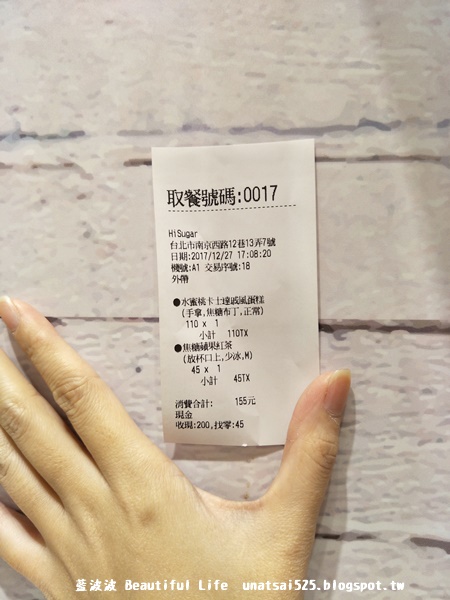 取餐號碼:0017
HiSugar
台北市南京西路12巷13弄7號
日期:2017/12/27 17:08:20
機號:A1 交易序號:18
外帶
●水蜜桃卡士達戚風蛋糕
(手拿,焦糖布丁,正常)
110 x 1
小計 110TX
●焦糖蘋果紅茶
(放杯口上,少冰,M)
45 x 1
小計 45TX
消費合計: 155元
現金
收現:200,找零:45
藍波波 Beautiful Life unatsai525.blogspot.tw